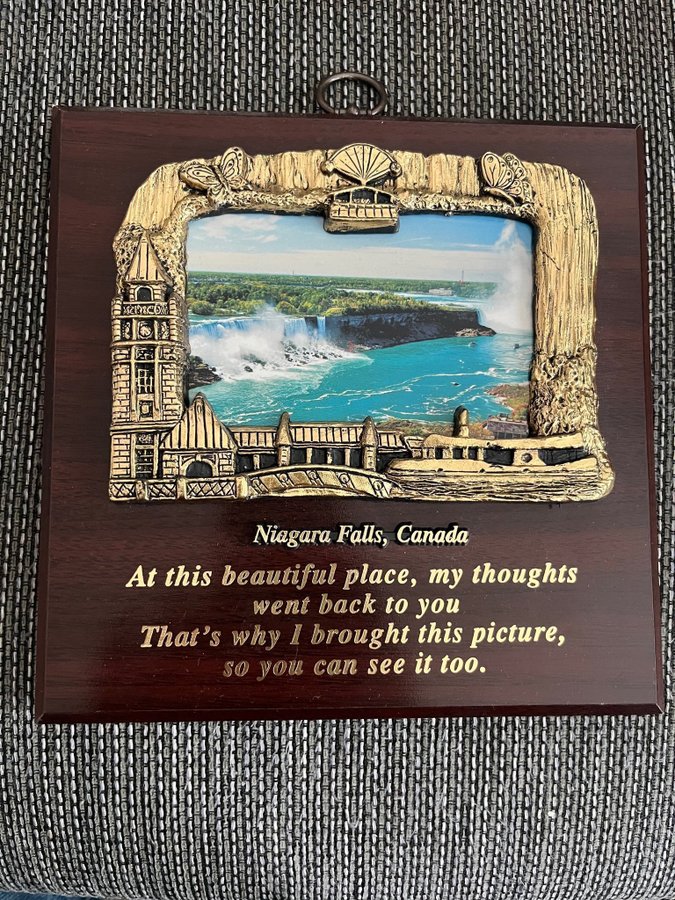 Niagara Falls, Canada
At this beautiful place, my thoughts
went back to you
That's why I brought this picture,
so you can see it too.